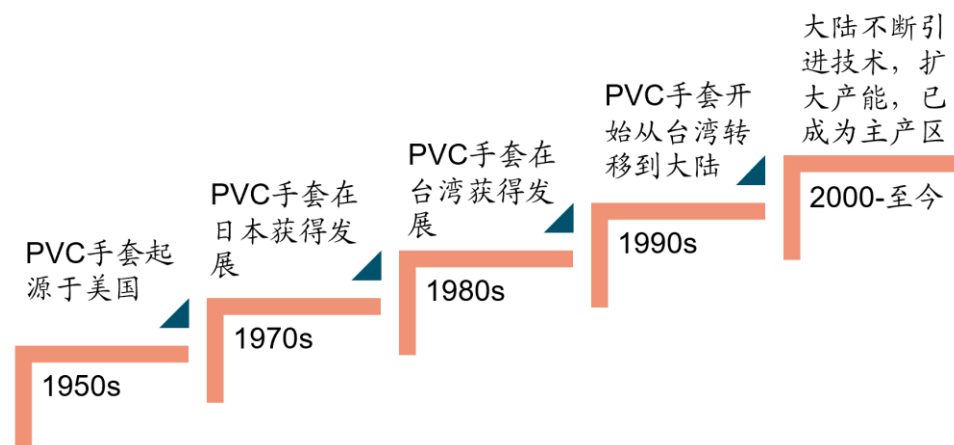 PVC手套起
源于美国
1950s
PVC手套在
日本获得发
展
1970s
PVC手套在
台湾获得发
展
1980s
PVC手套开
始从台湾转
移到大陆
1990s
大陆不断引
进技术，扩
大产能，已
成为主产区
2000-至今